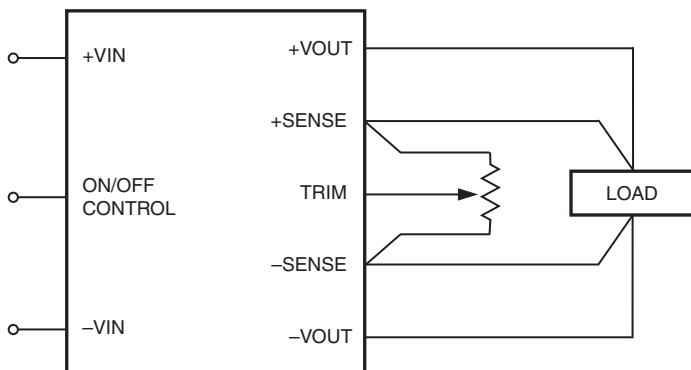 +VIN
ON/OFF
CONTROL
–VIN
+VOUT
+SENSE
TRIM
–SENSE
–VOUT
LOAD